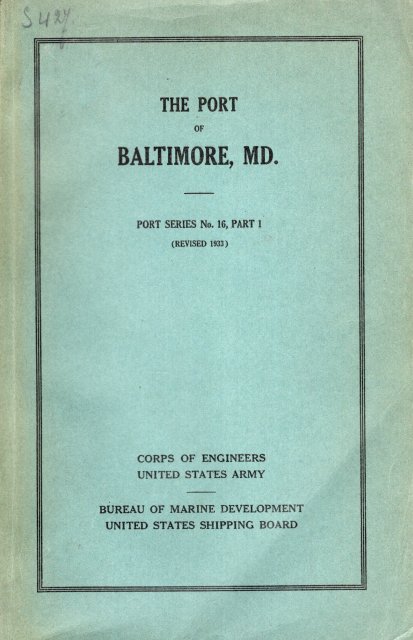 S427.
THE PORT
OF
BALTIMORE, MD.
PORT SERIES No. 16, PART 1
(REVISED 1933)
CORPS OF ENGINEERS
UNITED STATES ARMY
BUREAU OF MARINE DEVELOPMENT
UNITED STATES SHIPPING BOARD